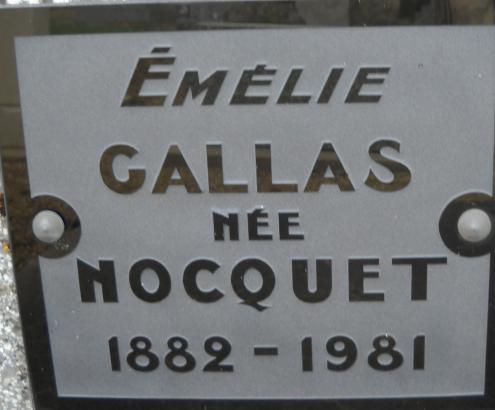 ÉMÉLIE
GALLAS
NÉE
NOCQUET
1882 - 1981